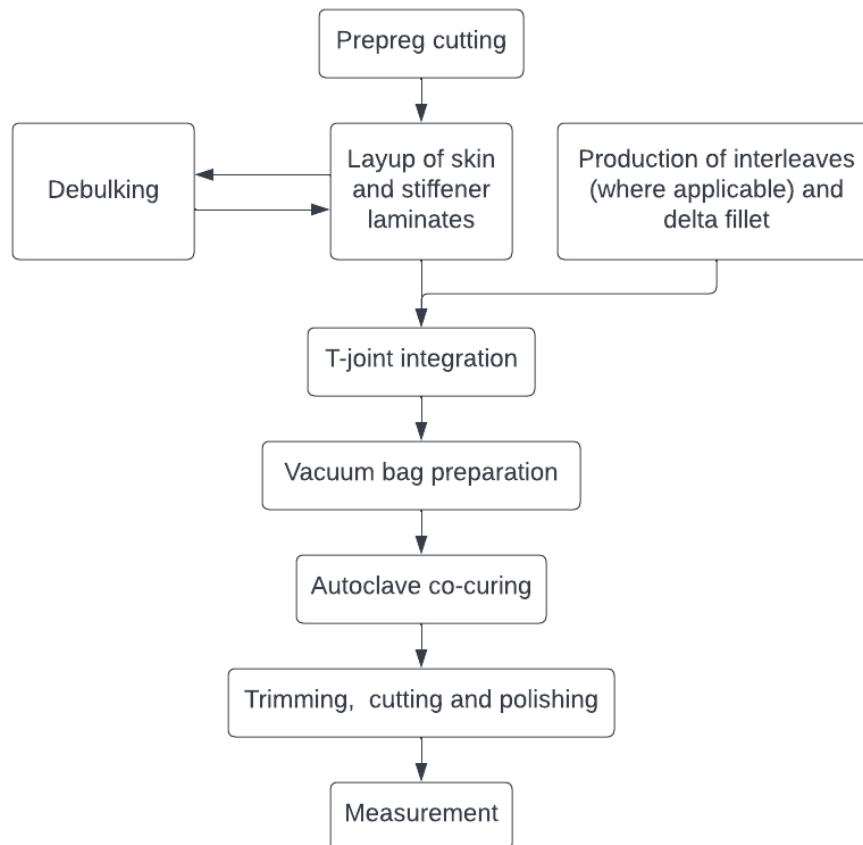 Prepreg cutting
Debulking
Layup of skin
and stiffener
laminates
Production of interleaves
(where applicable) and
delta fillet
T-joint integration
Vacuum bag preparation
Autoclave co-curing
Trimming,  cutting and polishing
Measurement